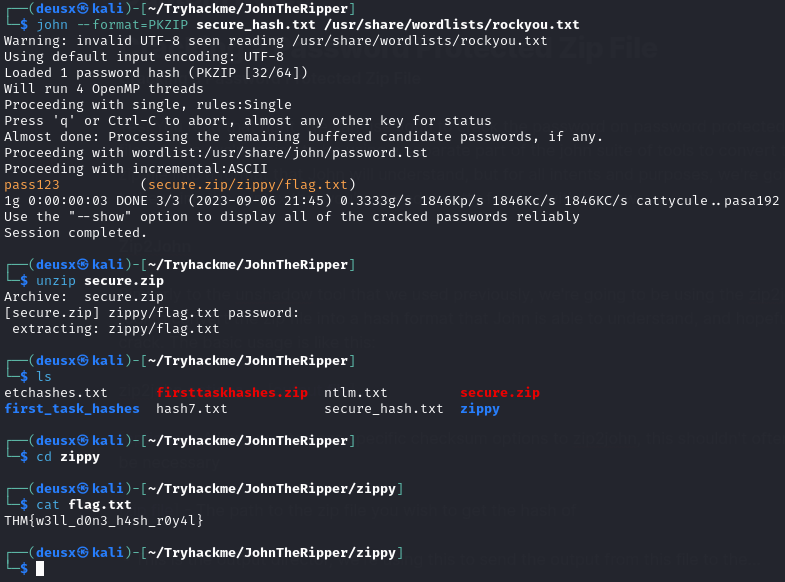 ┌──(deusx㉿kali)-[~/Tryhackme/JohnTheRipper]
└─$ john --format=PKZIP secure_hash.txt /usr/share/wordlists/rockyou.txt
Warning: invalid UTF-8 seen reading /usr/share/wordlists/rockyou.txt
Using default input encoding: UTF-8
Loaded 1 password hash (PKZIP [32/64])
Will run 4 OpenMP threads
Proceeding with single, rules:Single
Press 'q' or Ctrl-C to abort, almost any other key for status
Almost done: Processing the remaining buffered candidate passwords, if any.
Proceeding with wordlist:/usr/share/john/password.lst
Proceeding with incremental:ASCII
pass123          (secure.zip/zippy/flag.txt)
1g 0:00:00:03 DONE 3/3 (2023-09-06 21:45) 0.3333g/s 1846Kp/s 1846Kc/s 1846KC/s cattycule..pasa192
Use the "--show" option to display all of the cracked passwords reliably
Session completed.
┌──(deusx㉿kali)-[~/Tryhackme/JohnTheRipper]
└─$ unzip secure.zip
Archive:  secure.zip
[secure.zip] zippy/flag.txt password:
 extracting: zippy/flag.txt
┌──(deusx㉿kali)-[~/Tryhackme/JohnTheRipper]
└─$ ls
etchashes.txt      firsttaskhashes.zip  ntlm.txt         secure.zip
first_task_hashes  hash7.txt            secure_hash.txt  zippy
┌──(deusx㉿kali)-[~/Tryhackme/JohnTheRipper]
└─$ cd zippy
┌──(deusx㉿kali)-[~/Tryhackme/JohnTheRipper/zippy]
└─$ cat flag.txt
THM{w3ll_d0n3_h4sh_r0y4l}
┌──(deusx㉿kali)-[~/Tryhackme/JohnTheRipper/zippy]
└─$